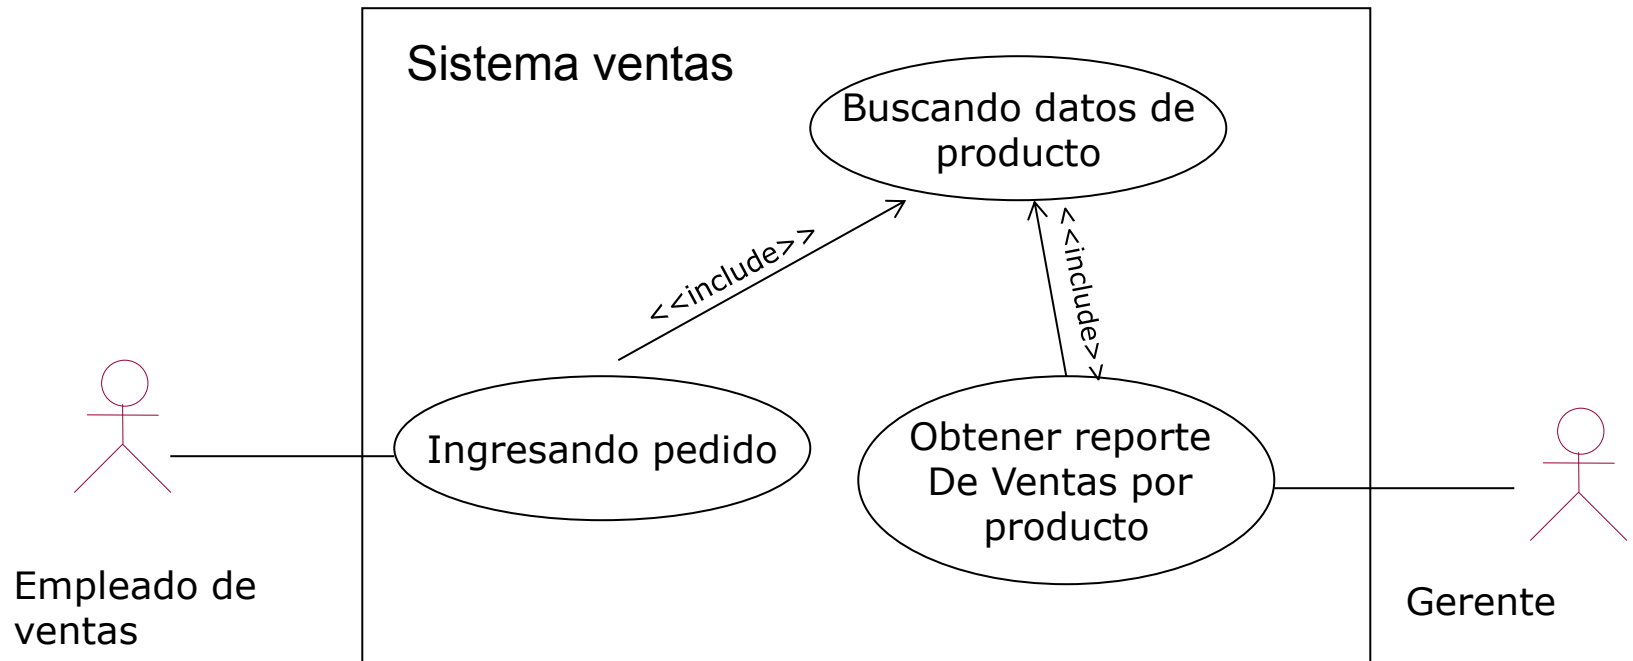 Sistema ventas
Buscando datos de
producto
<<include>>
<<include>>
Ingresando pedido
Obtener reporte
De Ventas por
producto
Empleado de
ventas
Gerente